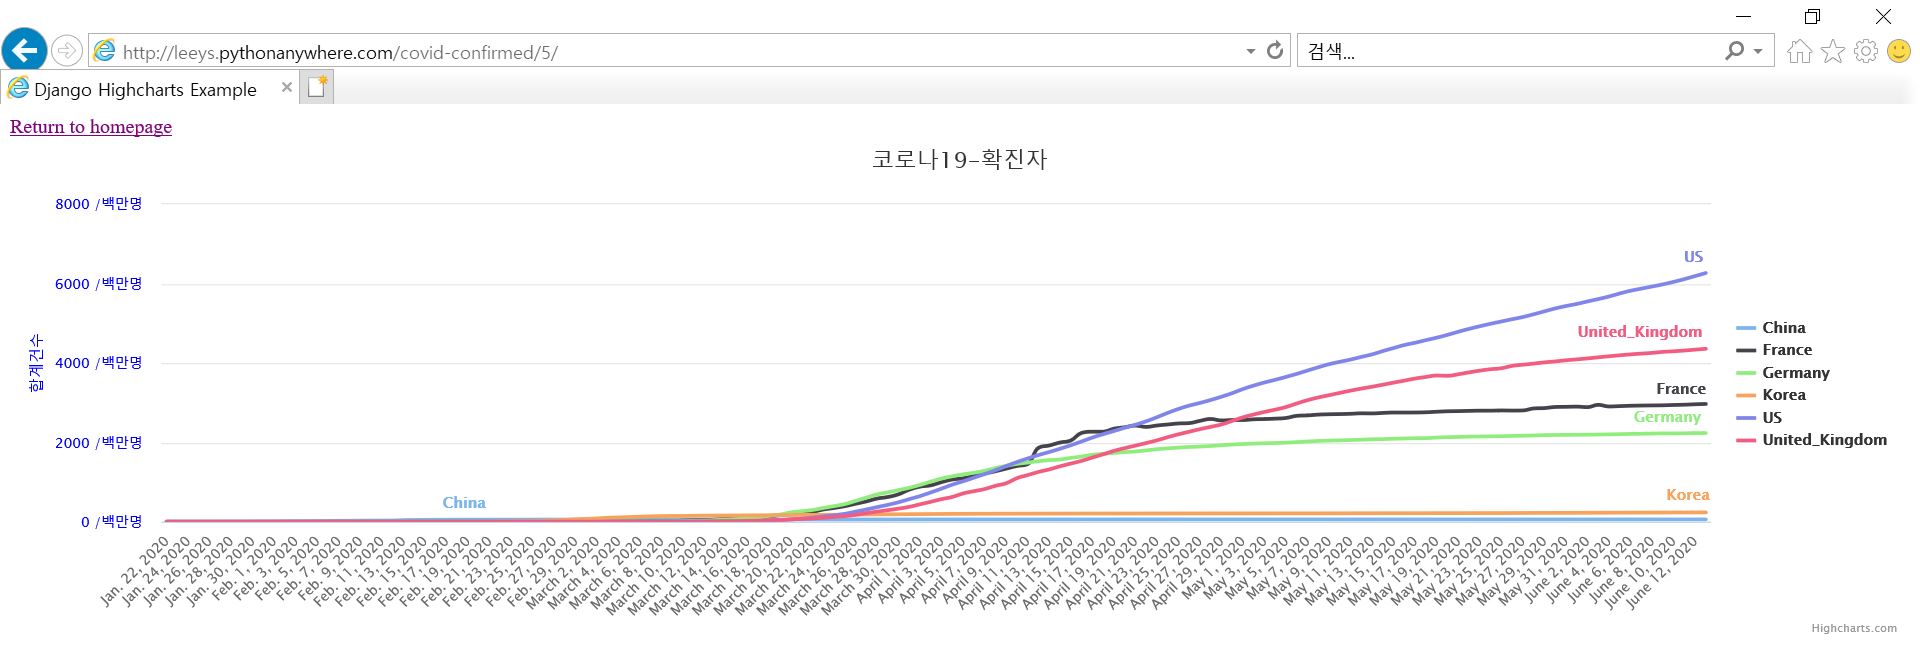 http://leeys.pythonanywhere.com/covid-confirmed/5/
검색...
Django Highcharts Example
Return to homepage
코로나19-확진자
합계건수
8000 /백만명
6000 /백만명
4000 /백만명
2000 /백만명
0 /백만명
US
United_Kingdom
France
Germany
Korea
China
China
France
Germany
Korea
US
United_Kingdom
Jan. 22, 2020
Jan. 24, 2020
Jan. 26, 2020
Jan. 28, 2020
Jan. 30, 2020
Feb. 1, 2020
Feb. 3, 2020
Feb. 5, 2020
Feb. 7, 2020
Feb. 9, 2020
Feb. 11, 2020
Feb. 13, 2020
Feb. 15, 2020
Feb. 17, 2020
Feb. 19, 2020
Feb. 21, 2020
Feb. 23, 2020
Feb. 25, 2020
Feb. 27, 2020
Feb. 29, 2020
March 2, 2020
March 4, 2020
March 6, 2020
March 8, 2020
March 10, 2020
March 12, 2020
March 14, 2020
March 16, 2020
March 18, 2020
March 20, 2020
March 22, 2020
March 24, 2020
March 26, 2020
March 28, 2020
March 30, 2020
April 1, 2020
April 3, 2020
April 5, 2020
April 7, 2020
April 9, 2020
April 11, 2020
April 13, 2020
April 15, 2020
April 17, 2020
April 19, 2020
April 21, 2020
April 23, 2020
April 25, 2020
April 27, 2020
April 29, 2020
May 1, 2020
May 3, 2020
May 5, 2020
May 7, 2020
May 9, 2020
May 11, 2020
May 13, 2020
May 15, 2020
May 17, 2020
May 19, 2020
May 21, 2020
May 23, 2020
May 25, 2020
May 27, 2020
May 29, 2020
May 31, 2020
June 2, 2020
June 4, 2020
June 6, 2020
June 8, 2020
June 10, 2020
June 12, 2020
Highcharts.com